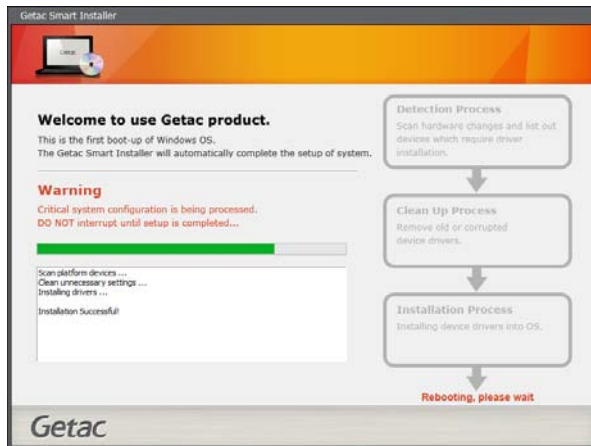 Getac Smart Installer
Getac
Welcome to use Getac product.
This is the first boot-up of Windows OS.
The Getac Smart Installer will automatically complete the setup of system.
Warning
Critical system configuration is being processed.
DO NOT interrupt until setup is completed...
Scan platform devices ...
Clean unnecessary settings ...
Installing drivers ...
Installation Successful!
Detection Process
Scan hardware changes and list out
devices which require driver
installation.
Clean Up Process
Remove old or corrupted
device drivers.
Installation Process
Installing device drivers into OS.
Rebooting, please wait
Getac